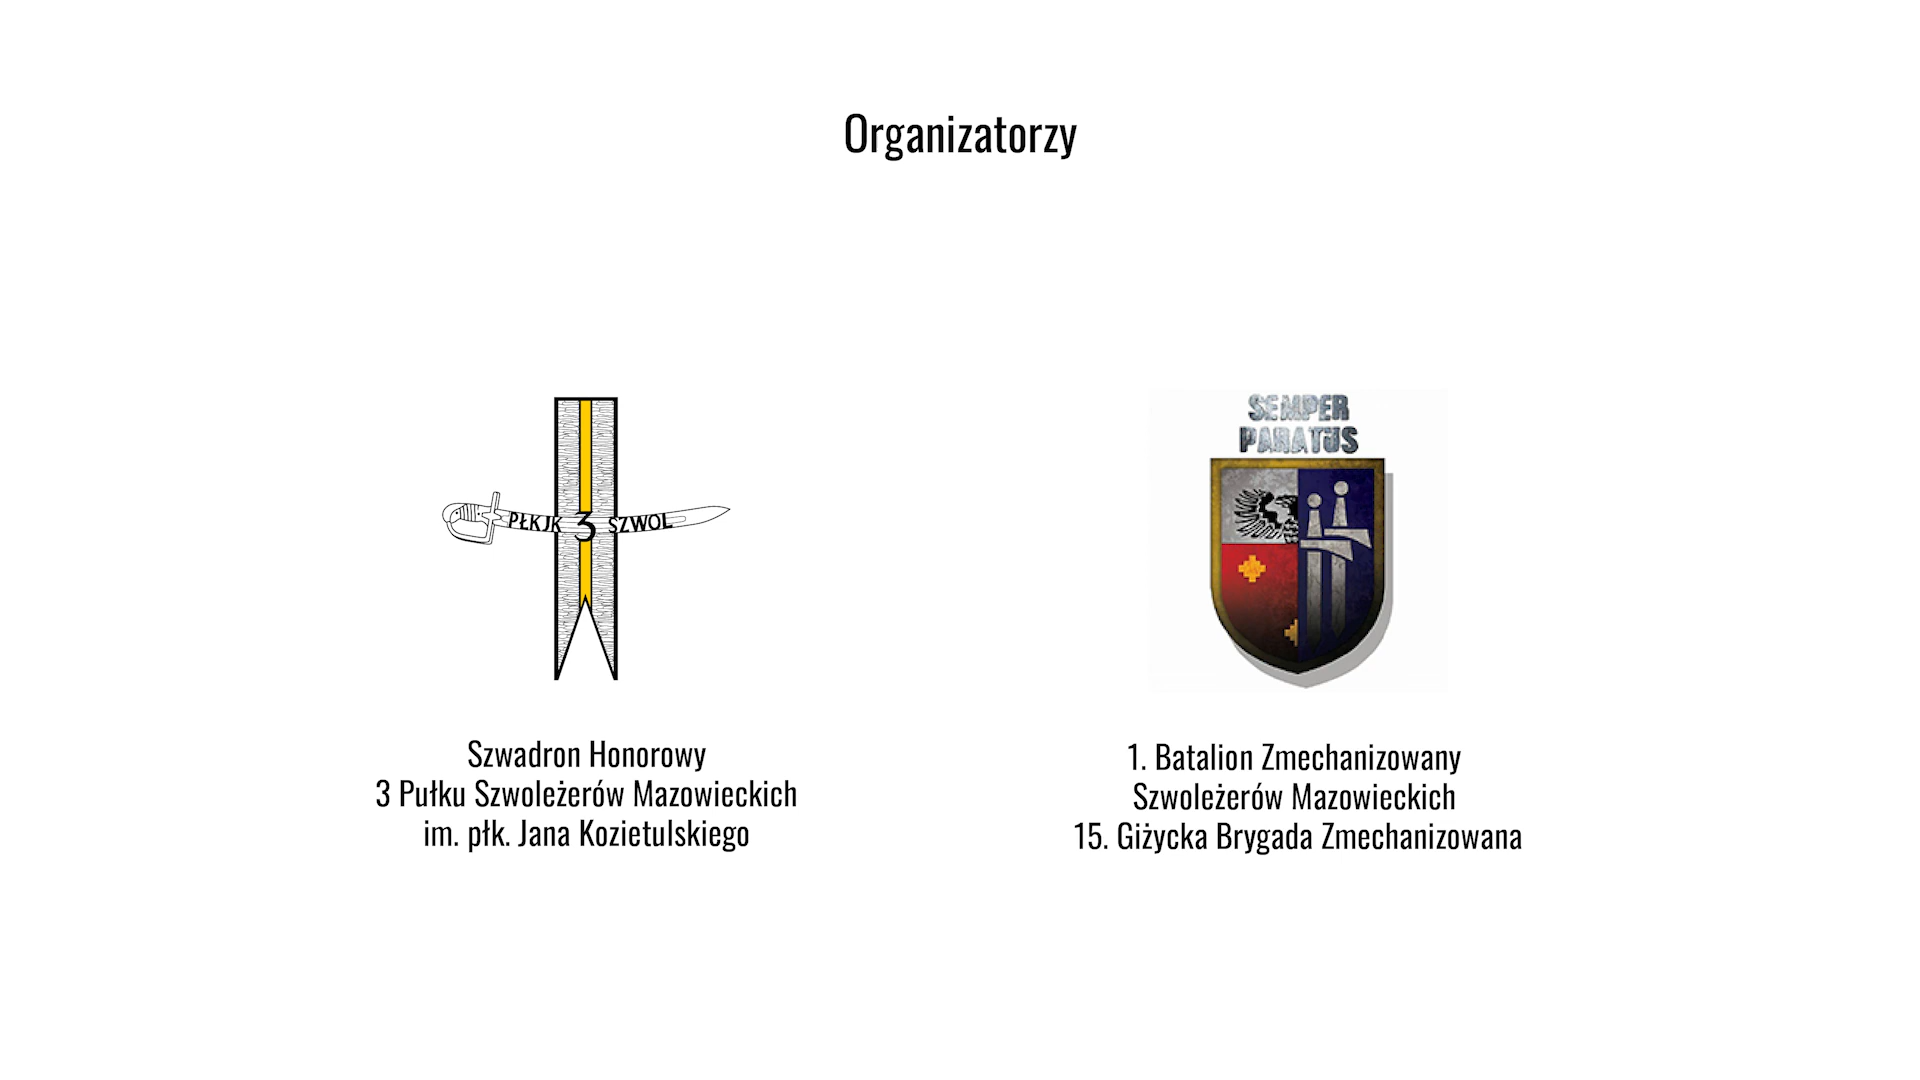 Organizatorzy
PŁKJK 3 SZWOL
SEMPER
PARATUS
Szwadron Honorowy
3 Pułku Szwoleżerów Mazowieckich
im. płk. Jana Kozietulskiego
1. Batalion Zmechanizowany
Szwoleżerów Mazowieckich
15. Giżycka Brygada Zmechanizowana